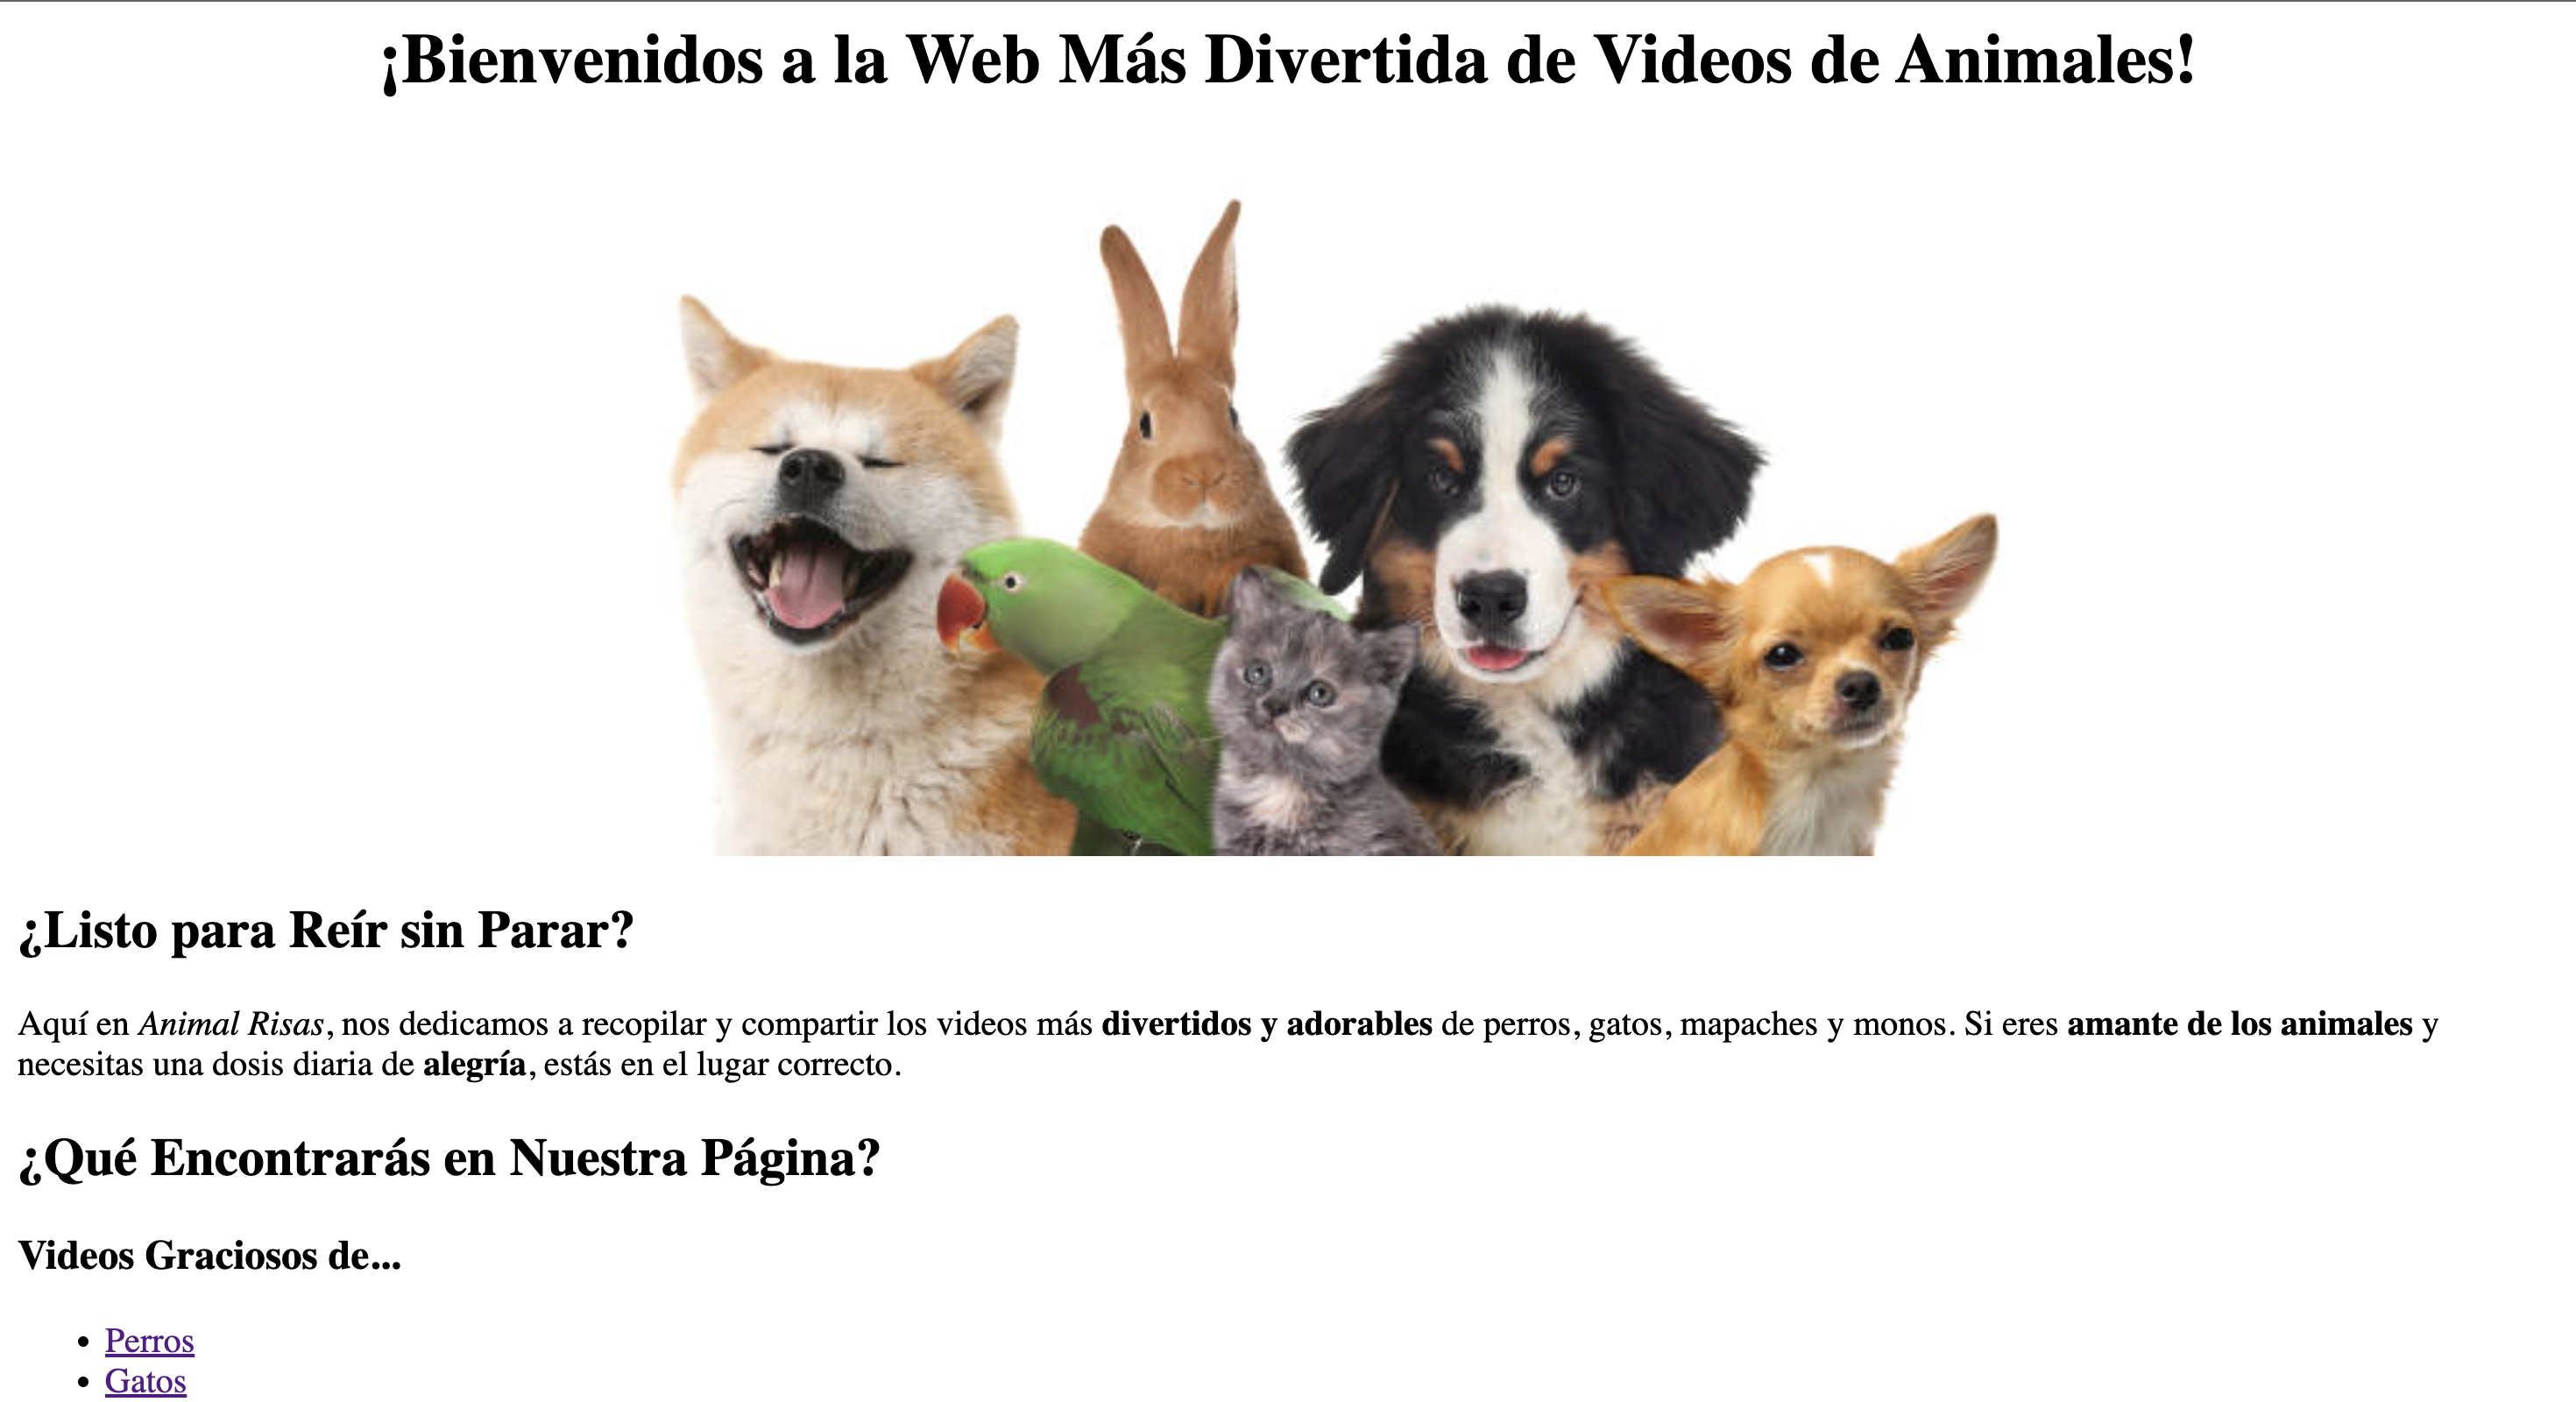 ¡Bienvenidos a la Web Más Divertida de Videos de Animales!
¿Listo para Reír sin Parar?
Aquí en Animal Risas, nos dedicamos a recopilar y compartir los videos más divertidos y adorables de perros, gatos, mapaches y monos. Si eres amante de los animales y
necesitas una dosis diaria de alegría, estás en el lugar correcto.
¿Qué Encontrarás en Nuestra Página?
Videos Graciosos de...
• Perros
• Gatos